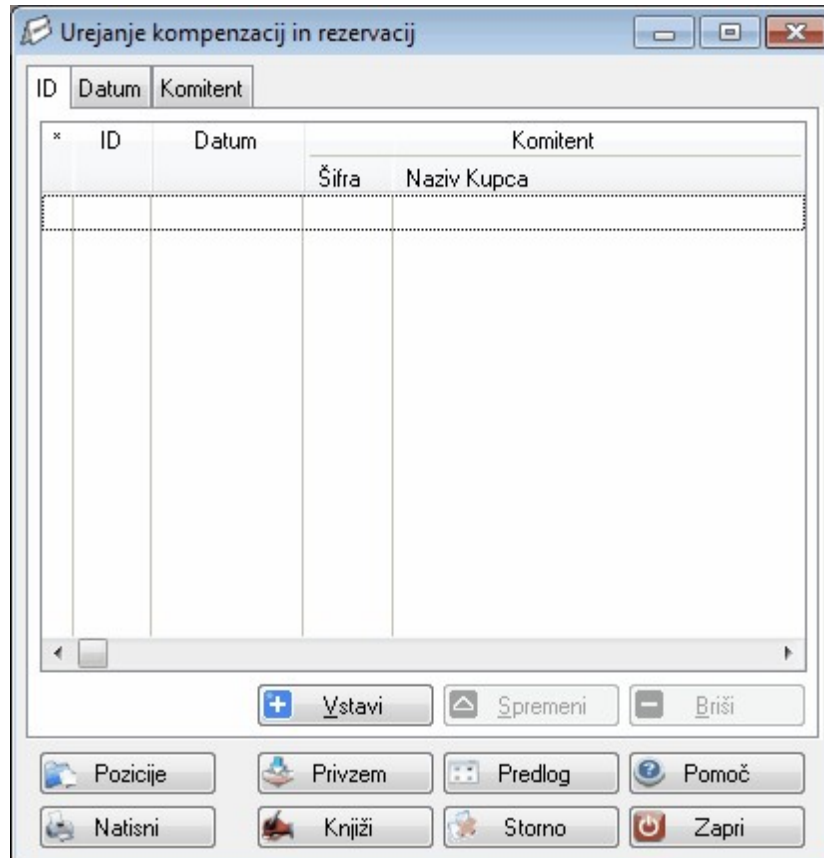 Urejanje kompenzacij in rezervacij
ID Datum Komitent
* ID Datum Komitent
Šifra Naziv Kupca
Vstavi Spremeni Briši
Pozicije Privzem Predlog Pomoč
Natisni Knjiži Storno Zapri